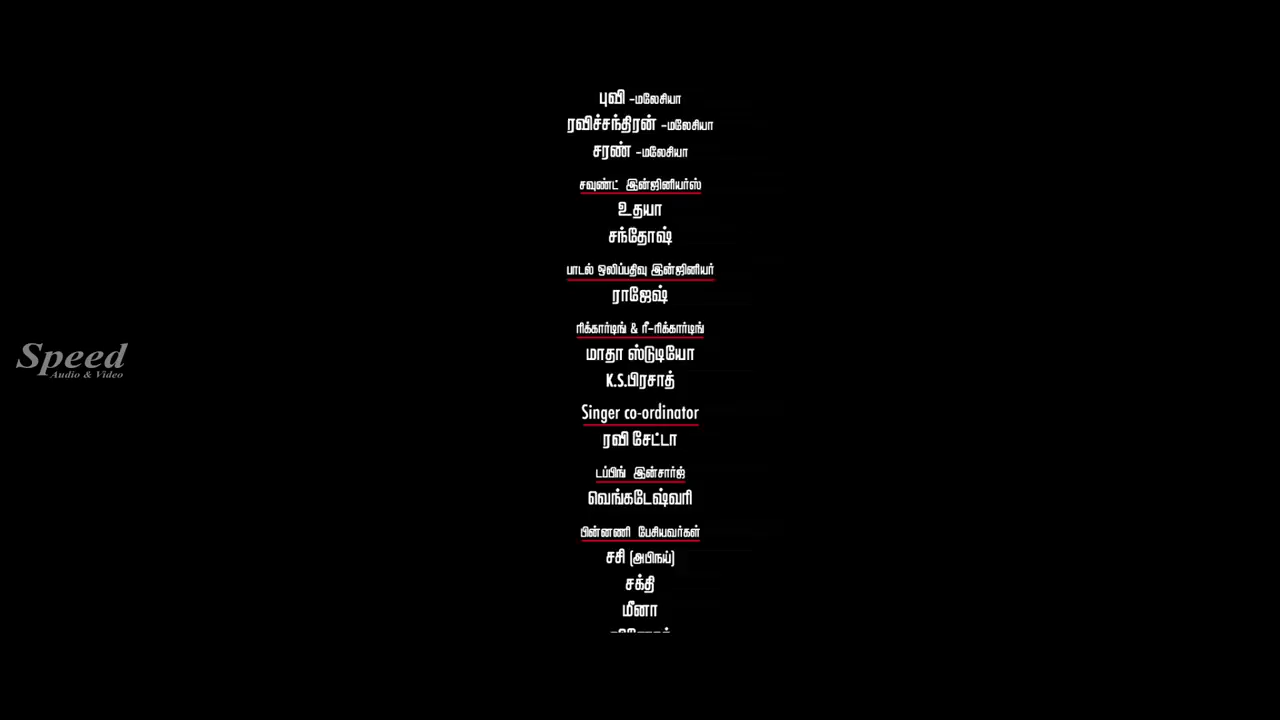 புவி -மலேசியா
ரவிச்சந்திரன் -மலேசியா
சரண் -மலேசியா
சவுண்ட் இன்ஜினியர்ஸ்
உதயா
சந்தோஷ்
பாடல் ஒலிப்பதிவு இன்ஜினியர்
ராஜேஷ்
ரிக்கார்டிங் & ரீ-ரிக்கார்டிங்
மாதா ஸ்டுடியோ
K.S.பிரசாத்
Singer co-ordinator
ரவி சேட்டா
டப்பிங் இன்சார்ஜ்
வெங்கடேஷ்வரி
பின்னணி பேசியவர்கள்
சசி (அபிநய்)
சக்தி
மீனா
Speed
Audio & Video